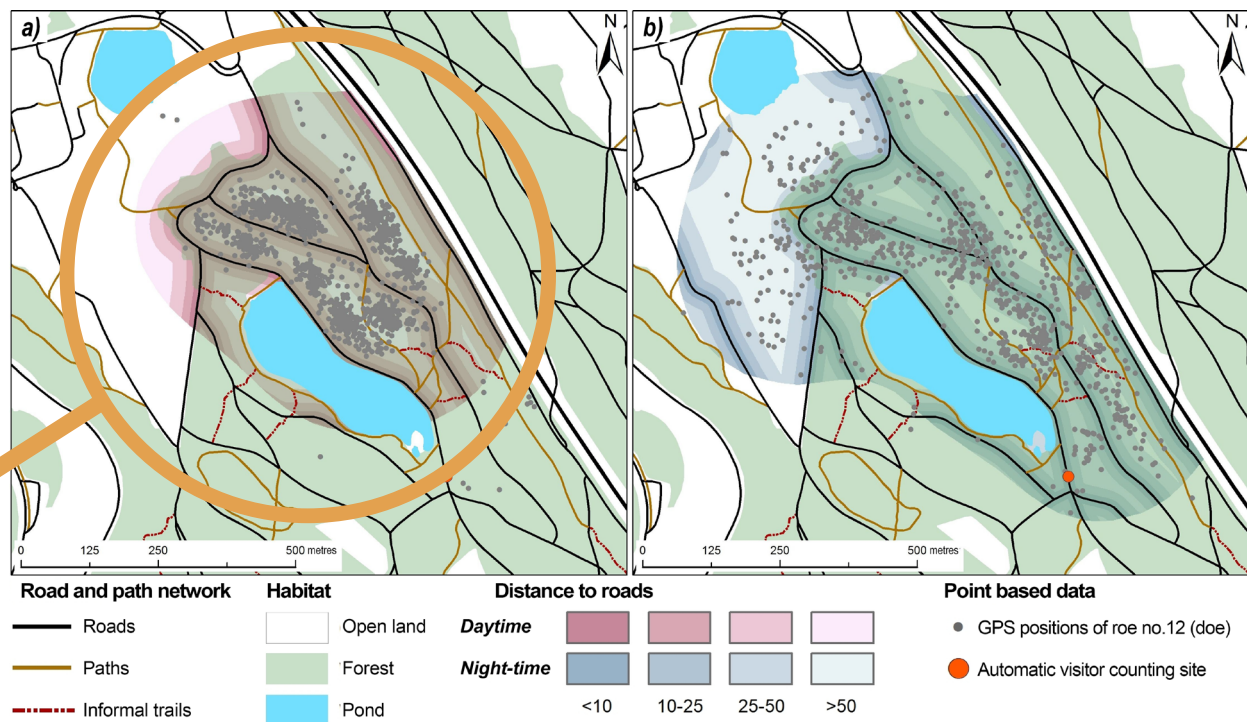 a)
N
b)
N
0 125 250 500 metres
0 125 250 500 metres
Road and path network
Roads
Paths
Informal trails
Habitat
Open land
Forest
Pond
Distance to roads
Daytime
Night-time
<10 10-25 25-50 >50
Point based data
GPS positions of roe no.12 (doe)
Automatic visitor counting site